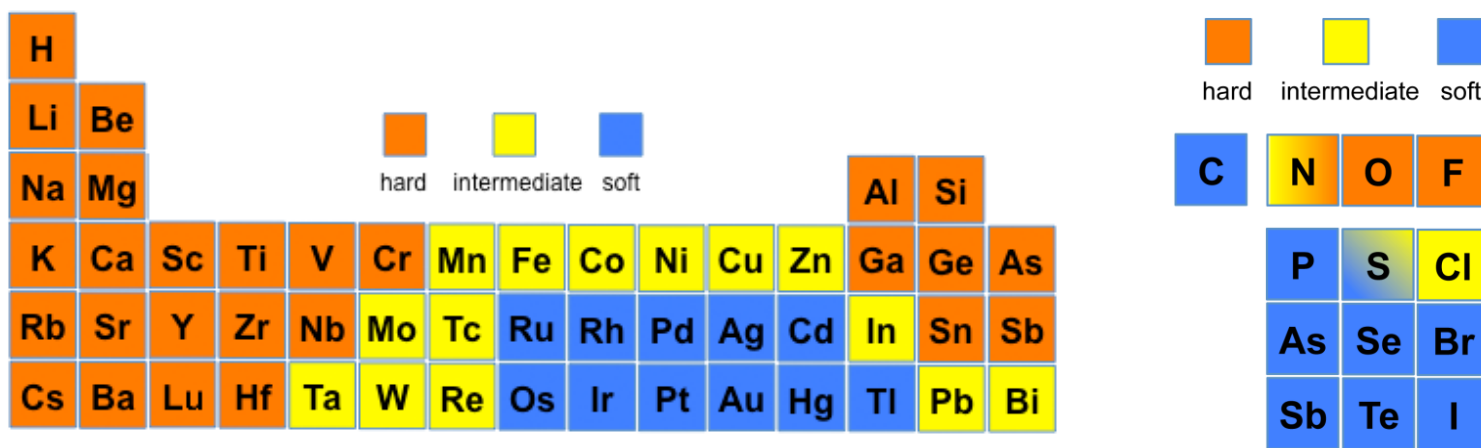 H
Li Be
hard intermediate soft
Na Mg Al Si
K Ca Sc Ti V Cr Mn Fe Co Ni Cu Zn Ga Ge As
Rb Sr Y Zr Nb Mo Tc Ru Rh Pd Ag Cd In Sn Sb
Cs Ba Lu Hf Ta W Re Os Ir Pt Au Hg Tl Pb Bi
hard intermediate soft
C N O F
P S Cl
As Se Br
Sb Te I